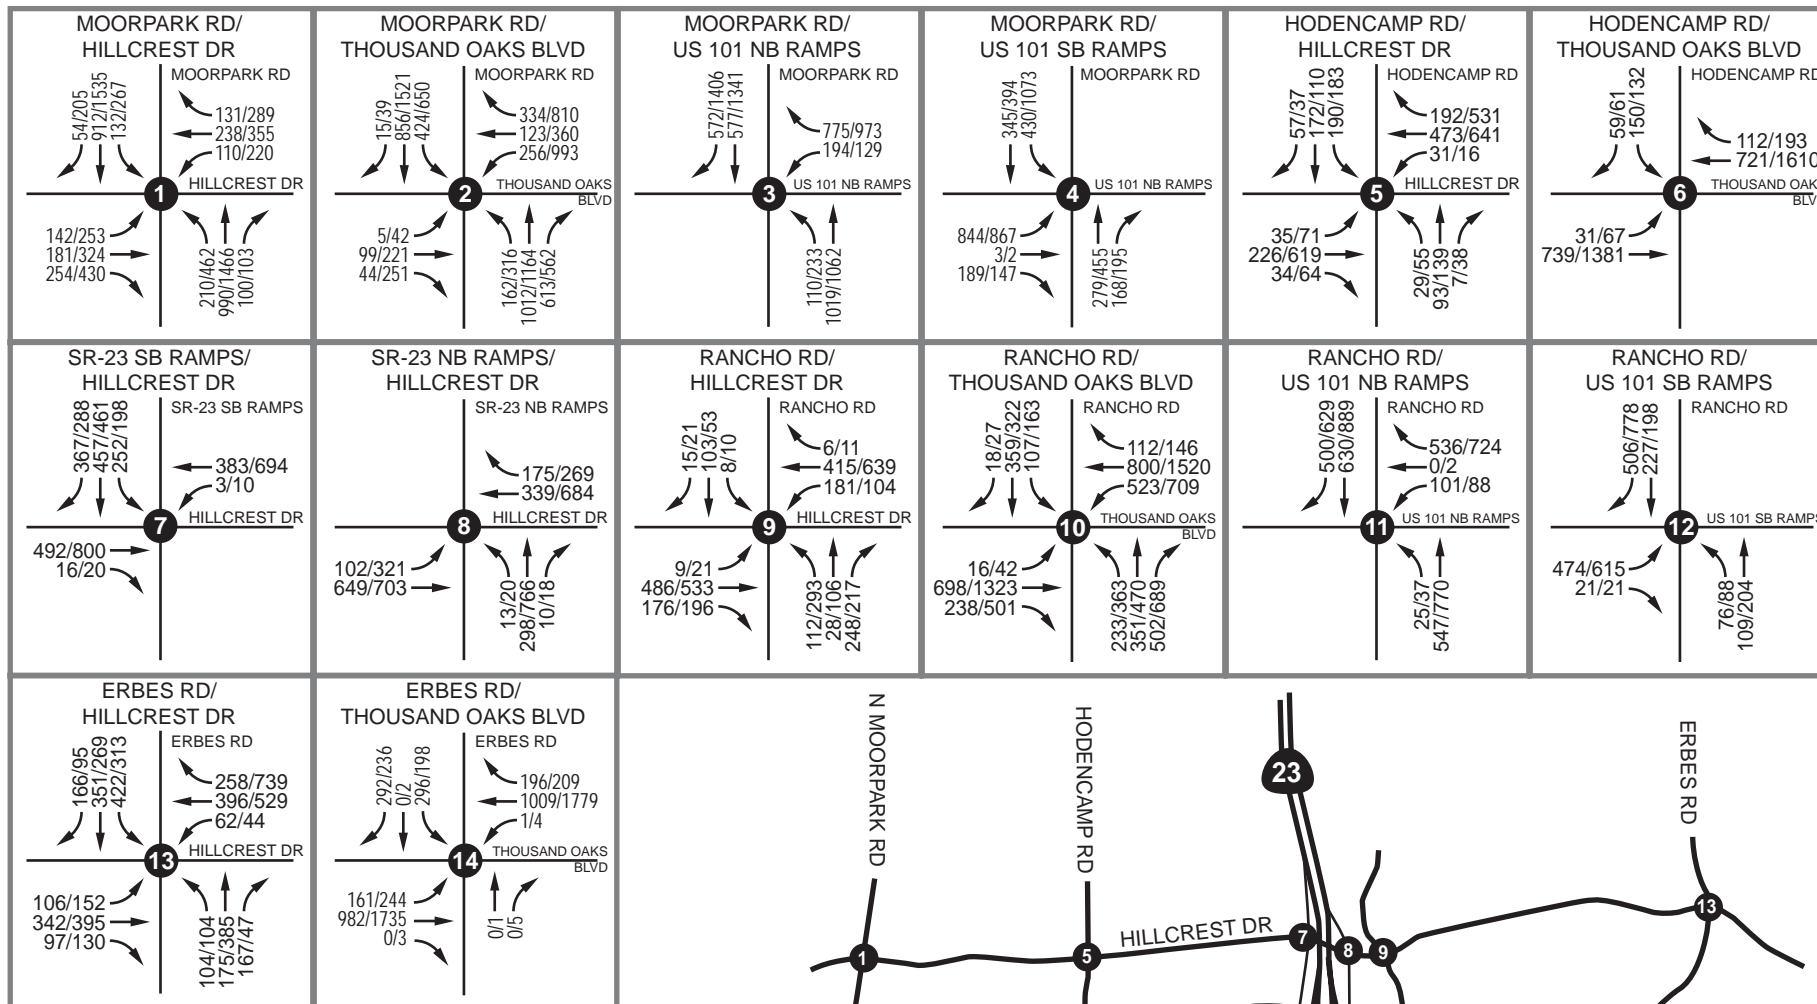 MOORPARK RD/
HILLCREST DR
MOORPARK RD
54/205
912/1535
132/267
131/289
238/355
110/220
1
HILLCREST DR
142/253
181/324
254/430
210/462
990/1466
100/103
MOORPARK RD/
THOUSAND OAKS BLVD
MOORPARK RD
15/39
856/1521
424/650
334/810
123/360
256/993
2
THOUSAND OAKS
BLVD
5/42
99/221
44/251
162/316
1012/1164
613/562
MOORPARK RD/
US 101 NB RAMPS
MOORPARK RD
572/1406
577/1341
775/973
194/129
3
US 101 NB RAMPS
110/233
1019/1062
MOORPARK RD/
US 101 SB RAMPS
MOORPARK RD
345/394
430/1073
4
US 101 NB RAMPS
844/867
3/2
189/147
279/455
168/195
HODENCAMP RD/
HILLCREST DR
HODENCAMP RD
57/37
172/110
190/183
192/531
473/641
31/16
5
HILLCREST DR
35/71
226/619
34/64
29/55
93/139
7/38
HODENCAMP RD/
THOUSAND OAKS BLVD
HODENCAMP RD
59/61
150/132
112/193
721/1610
6
THOUSAND OAK
BLV
31/67
739/1381
SR-23 SB RAMPS/
HILLCREST DR
SR-23 SB RAMPS
367/288
457/461
252/198
383/694
3/10
7
HILLCREST DR
492/800
16/20
SR-23 NB RAMPS/
HILLCREST DR
SR-23 NB RAMPS
175/269
339/684
8
HILLCREST DR
102/321
649/703
13/20
298/766
10/18
RANCHO RD/
HILLCREST DR
RANCHO RD
15/21
103/53
8/10
6/11
415/639
181/104
9
HILLCREST DR
9/21
486/533
176/196
112/293
28/106
248/217
RANCHO RD/
THOUSAND OAKS BLVD
RANCHO RD
18/27
359/322
107/163
112/146
800/1520
523/709
10
THOUSAND OAKS
BLVD
16/42
698/1323
238/501
233/363
351/470
502/689
RANCHO RD/
US 101 NB RAMPS
RANCHO RD
500/629
630/889
536/724
0/2
101/88
11
US 101 NB RAMPS
25/37
547/770
RANCHO RD/
US 101 SB RAMPS
RANCHO RD
506/778
227/198
12
US 101 SB RAMPS
474/615
21/21
76/88
109/204
ERBES RD/
HILLCREST DR
ERBES RD
166/95
351/269
422/313
258/739
396/529
62/44
13
HILLCREST DR
106/152
342/395
97/130
104/104
175/385
167/47
ERBES RD/
THOUSAND OAKS BLVD
ERBES RD
292/236
0/2
296/198
196/209
1009/1779
1/4
14
THOUSAND OAKS
BLVD
161/244
982/1735
0/3
0/1
0/5
N MOORPARK RD
HODENCAMP RD
23
ERBES RD
HILLCREST DR
1
5
7
8
9
13